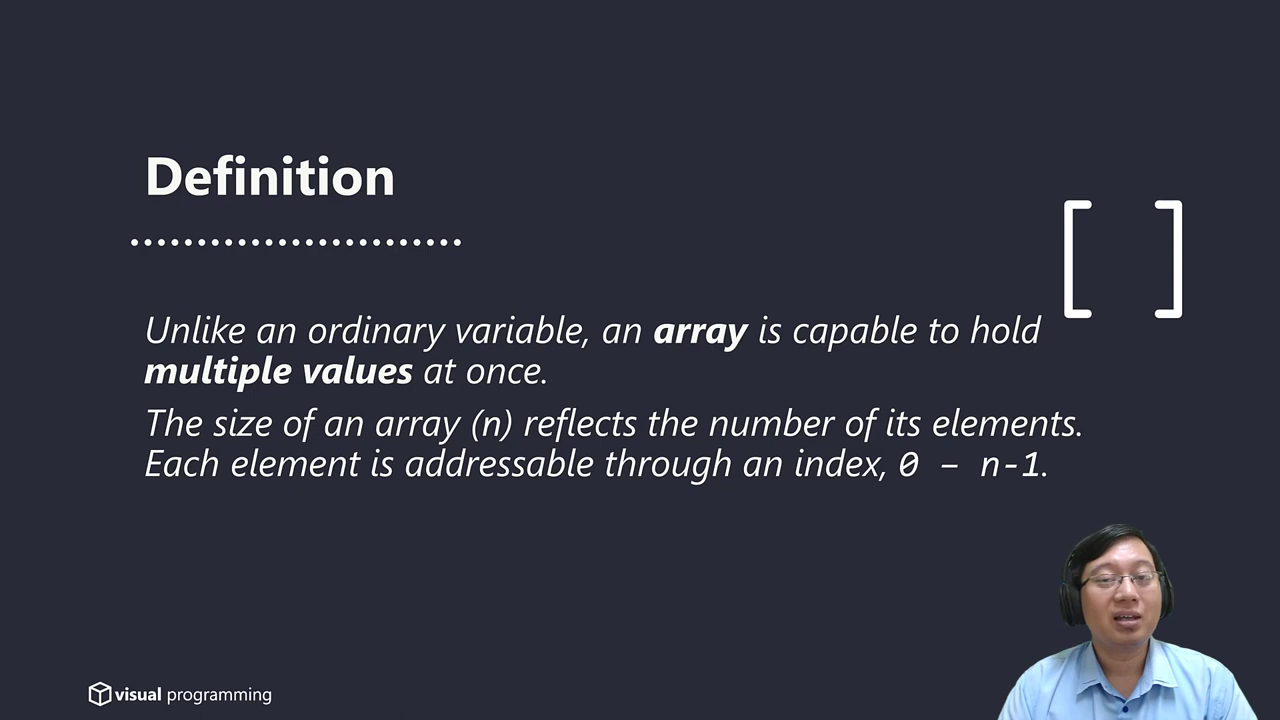 Definition
[ ]
Unlike an ordinary variable, an array is capable to hold
multiple values at once.
The size of an array (n) reflects the number of its elements.
Each element is addressable through an index, 0 – n-1.
visual programming